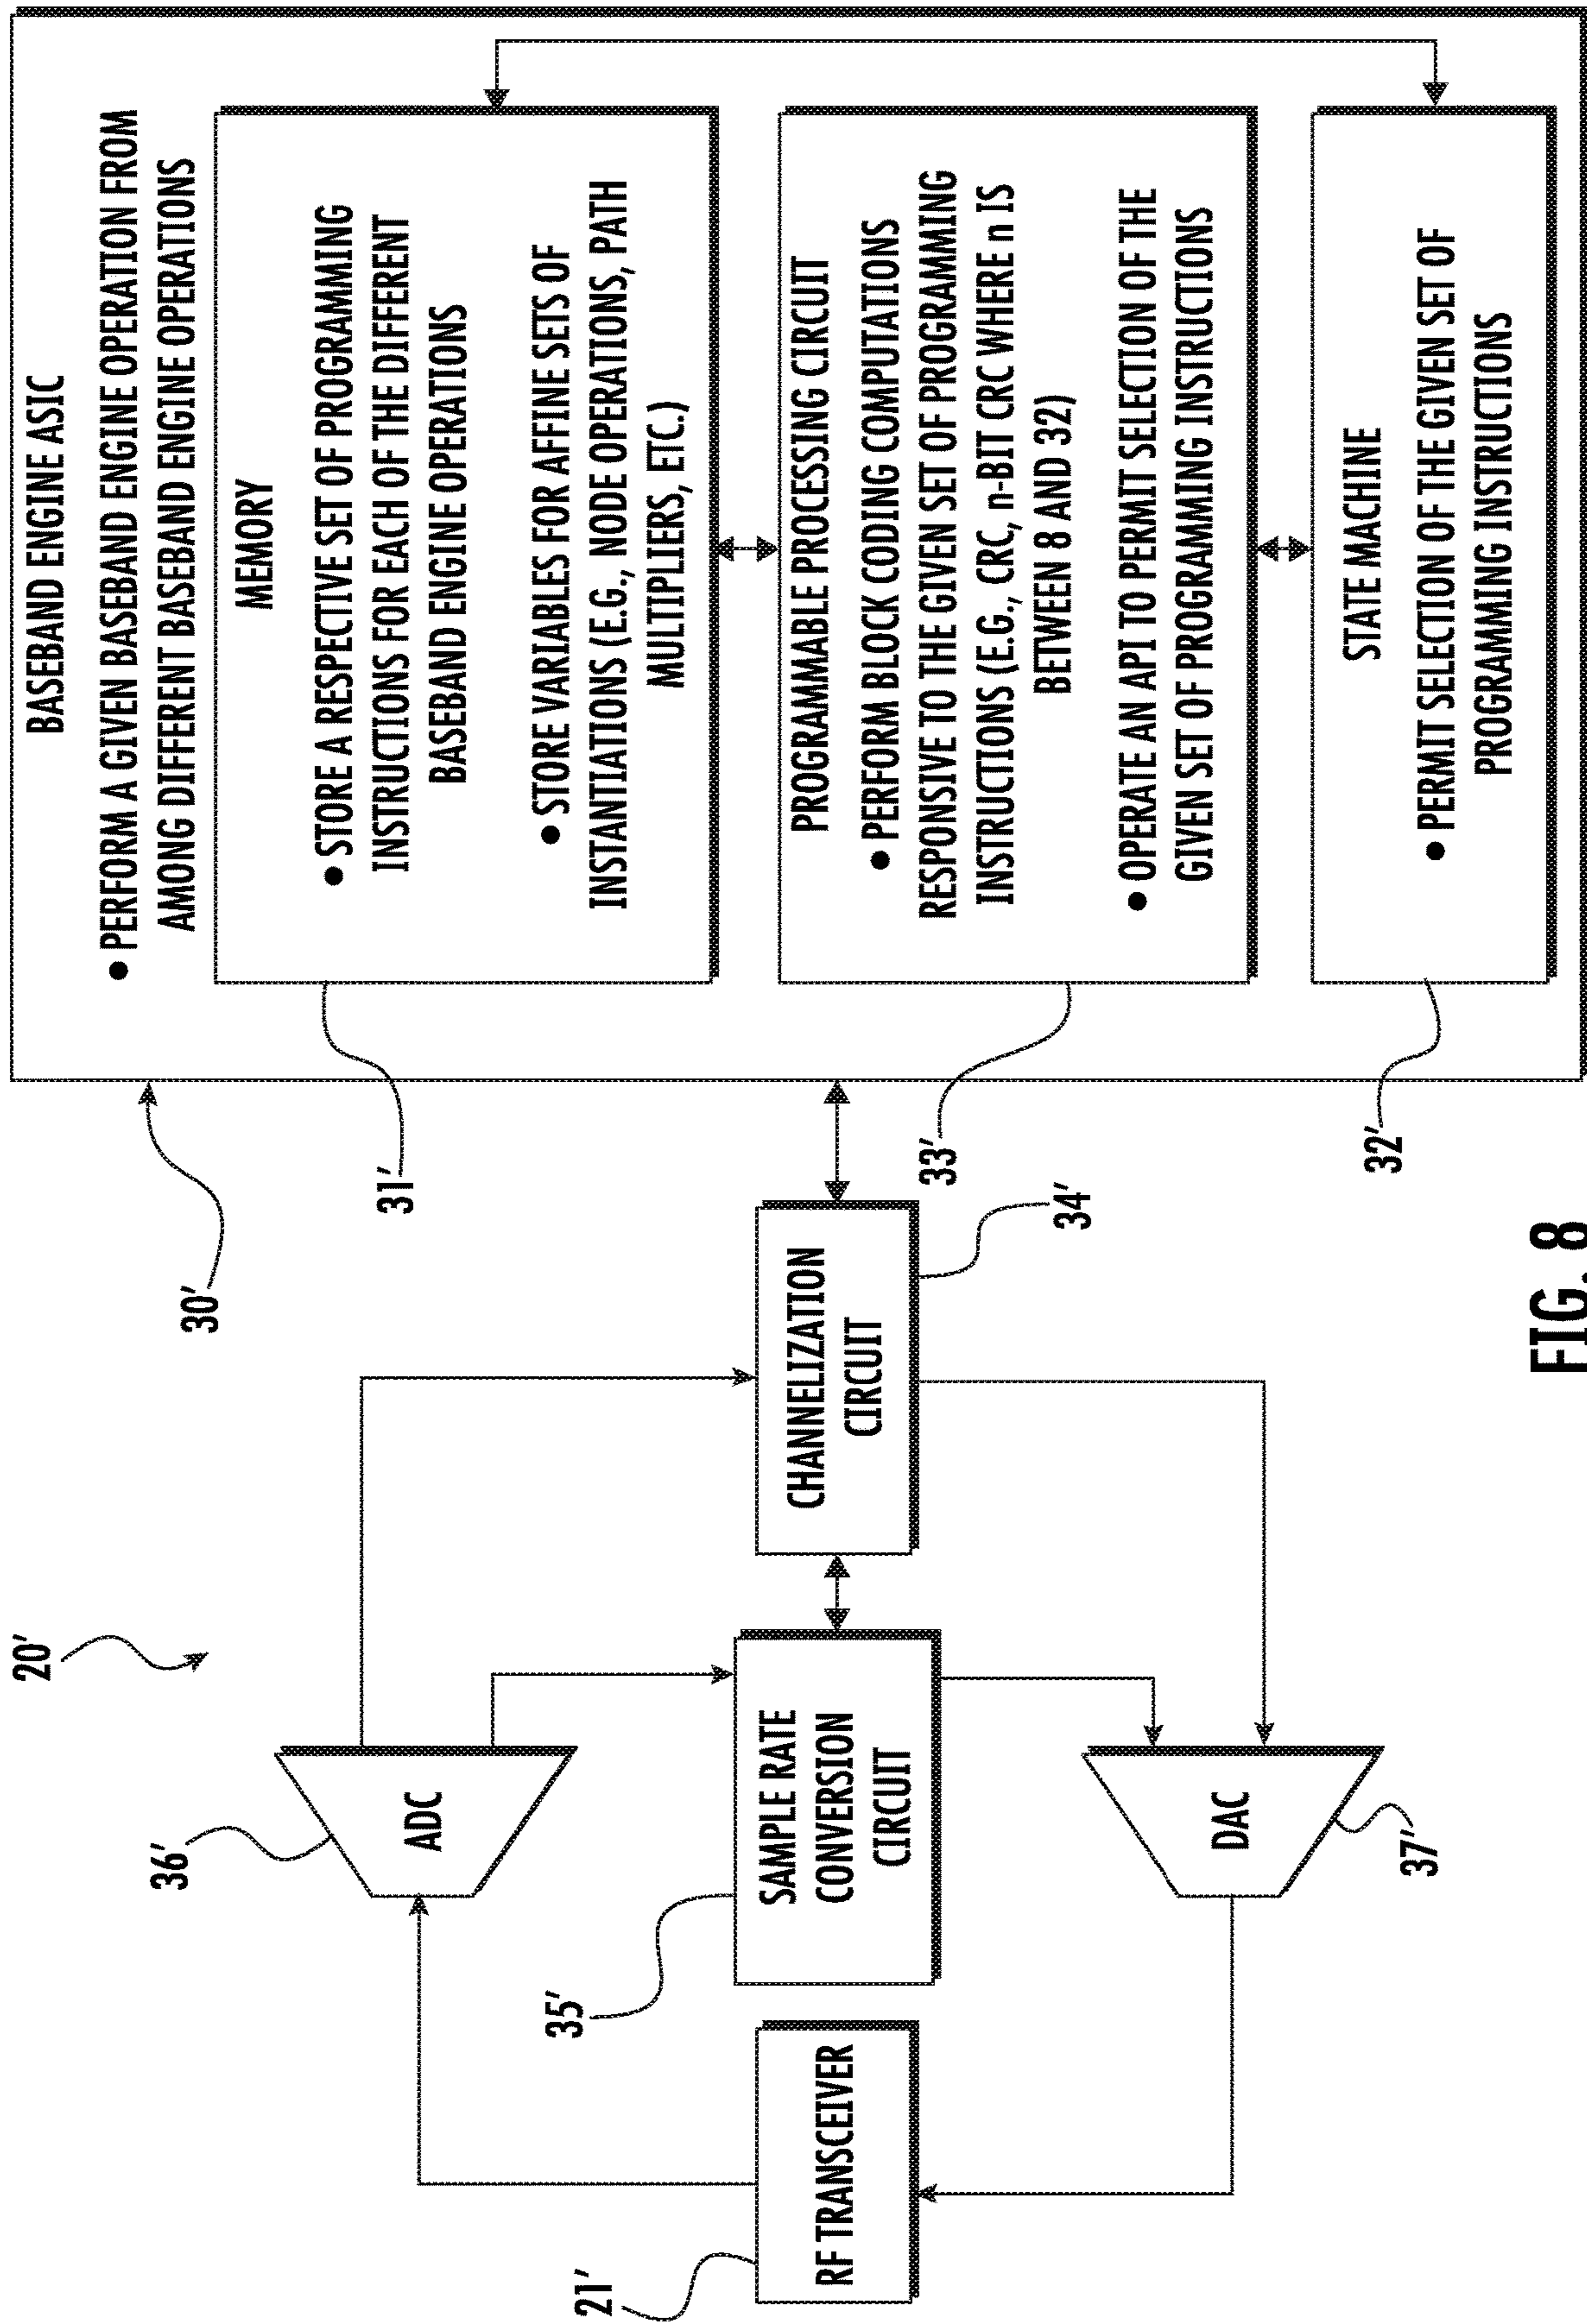 20'
30'
BASEBAND ENGINE ASIC
• PERFORM A GIVEN BASEBAND ENGINE OPERATION FROM
AMONG DIFFERENT BASEBAND ENGINE OPERATIONS
MEMORY
• STORE A RESPECTIVE SET OF PROGRAMMING
INSTRUCTIONS FOR EACH OF THE DIFFERENT
BASEBAND ENGINE OPERATIONS
• STORE VARIABLES FOR AFFINE SETS OF
INSTANTIATIONS (E.G., NODE OPERATIONS, PATH
MULTIPLIERS, ETC.)
31'
PROGRAMMABLE PROCESSING CIRCUIT
• PERFORM BLOCK CODING COMPUTATIONS
RESPONSIVE TO THE GIVEN SET OF PROGRAMMING
INSTRUCTIONS (E.G., CRC, n-BIT CRC WHERE n IS
BETWEEN 8 AND 32)
• OPERATE AN API TO PERMIT SELECTION OF THE
GIVEN SET OF PROGRAMMING INSTRUCTIONS
33'
STATE MACHINE
• PERMIT SELECTION OF THE GIVEN SET OF
PROGRAMMING INSTRUCTIONS
32'
36'
ADC
21'
RF TRANSCEIVER
35'
SAMPLE RATE
CONVERSION
CIRCUIT
CHANNELIZATION
CIRCUIT
34'
DAC
37'
FIG. 8